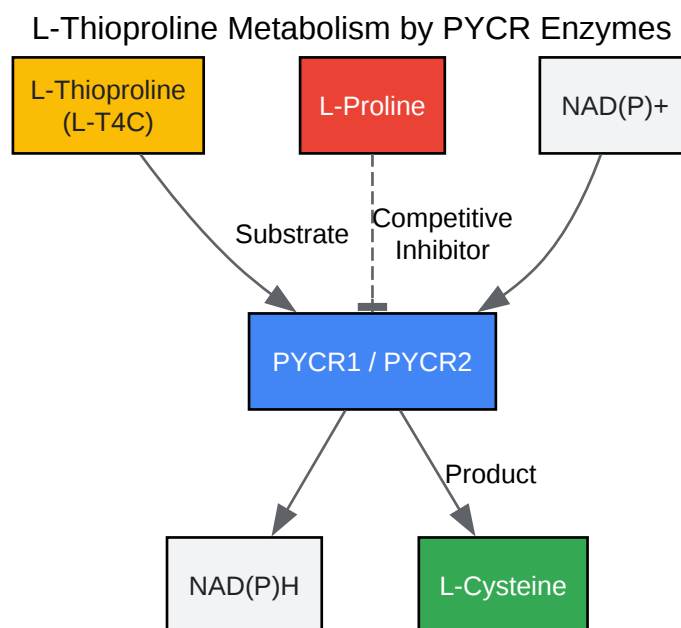 L-Thioproline Metabolism by PYCR Enzymes
L-Thioproline
(L-T4C)
L-Proline
NAD(P)+
Substrate
Competitive
Inhibitor
PYCR1 / PYCR2
Product
NAD(P)H
L-Cysteine